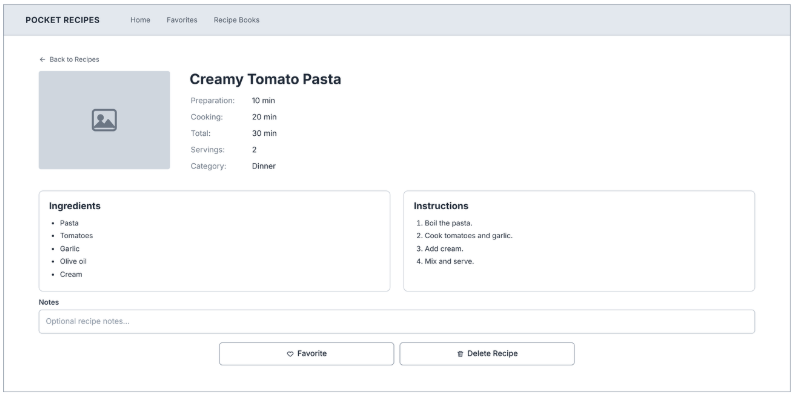 POCKET RECIPES Home Favorites Recipe Books
← Back to Recipes
Creamy Tomato Pasta
Preparation: 10 min
Cooking: 20 min
Total: 30 min
Servings: 2
Category: Dinner
Ingredients
• Pasta
• Tomatoes
• Garlic
• Olive oil
• Cream
Instructions
1. Boil the pasta.
2. Cook tomatoes and garlic.
3. Add cream.
4. Mix and serve.
Notes
Optional recipe notes...
♡ Favorite
🗑 Delete Recipe